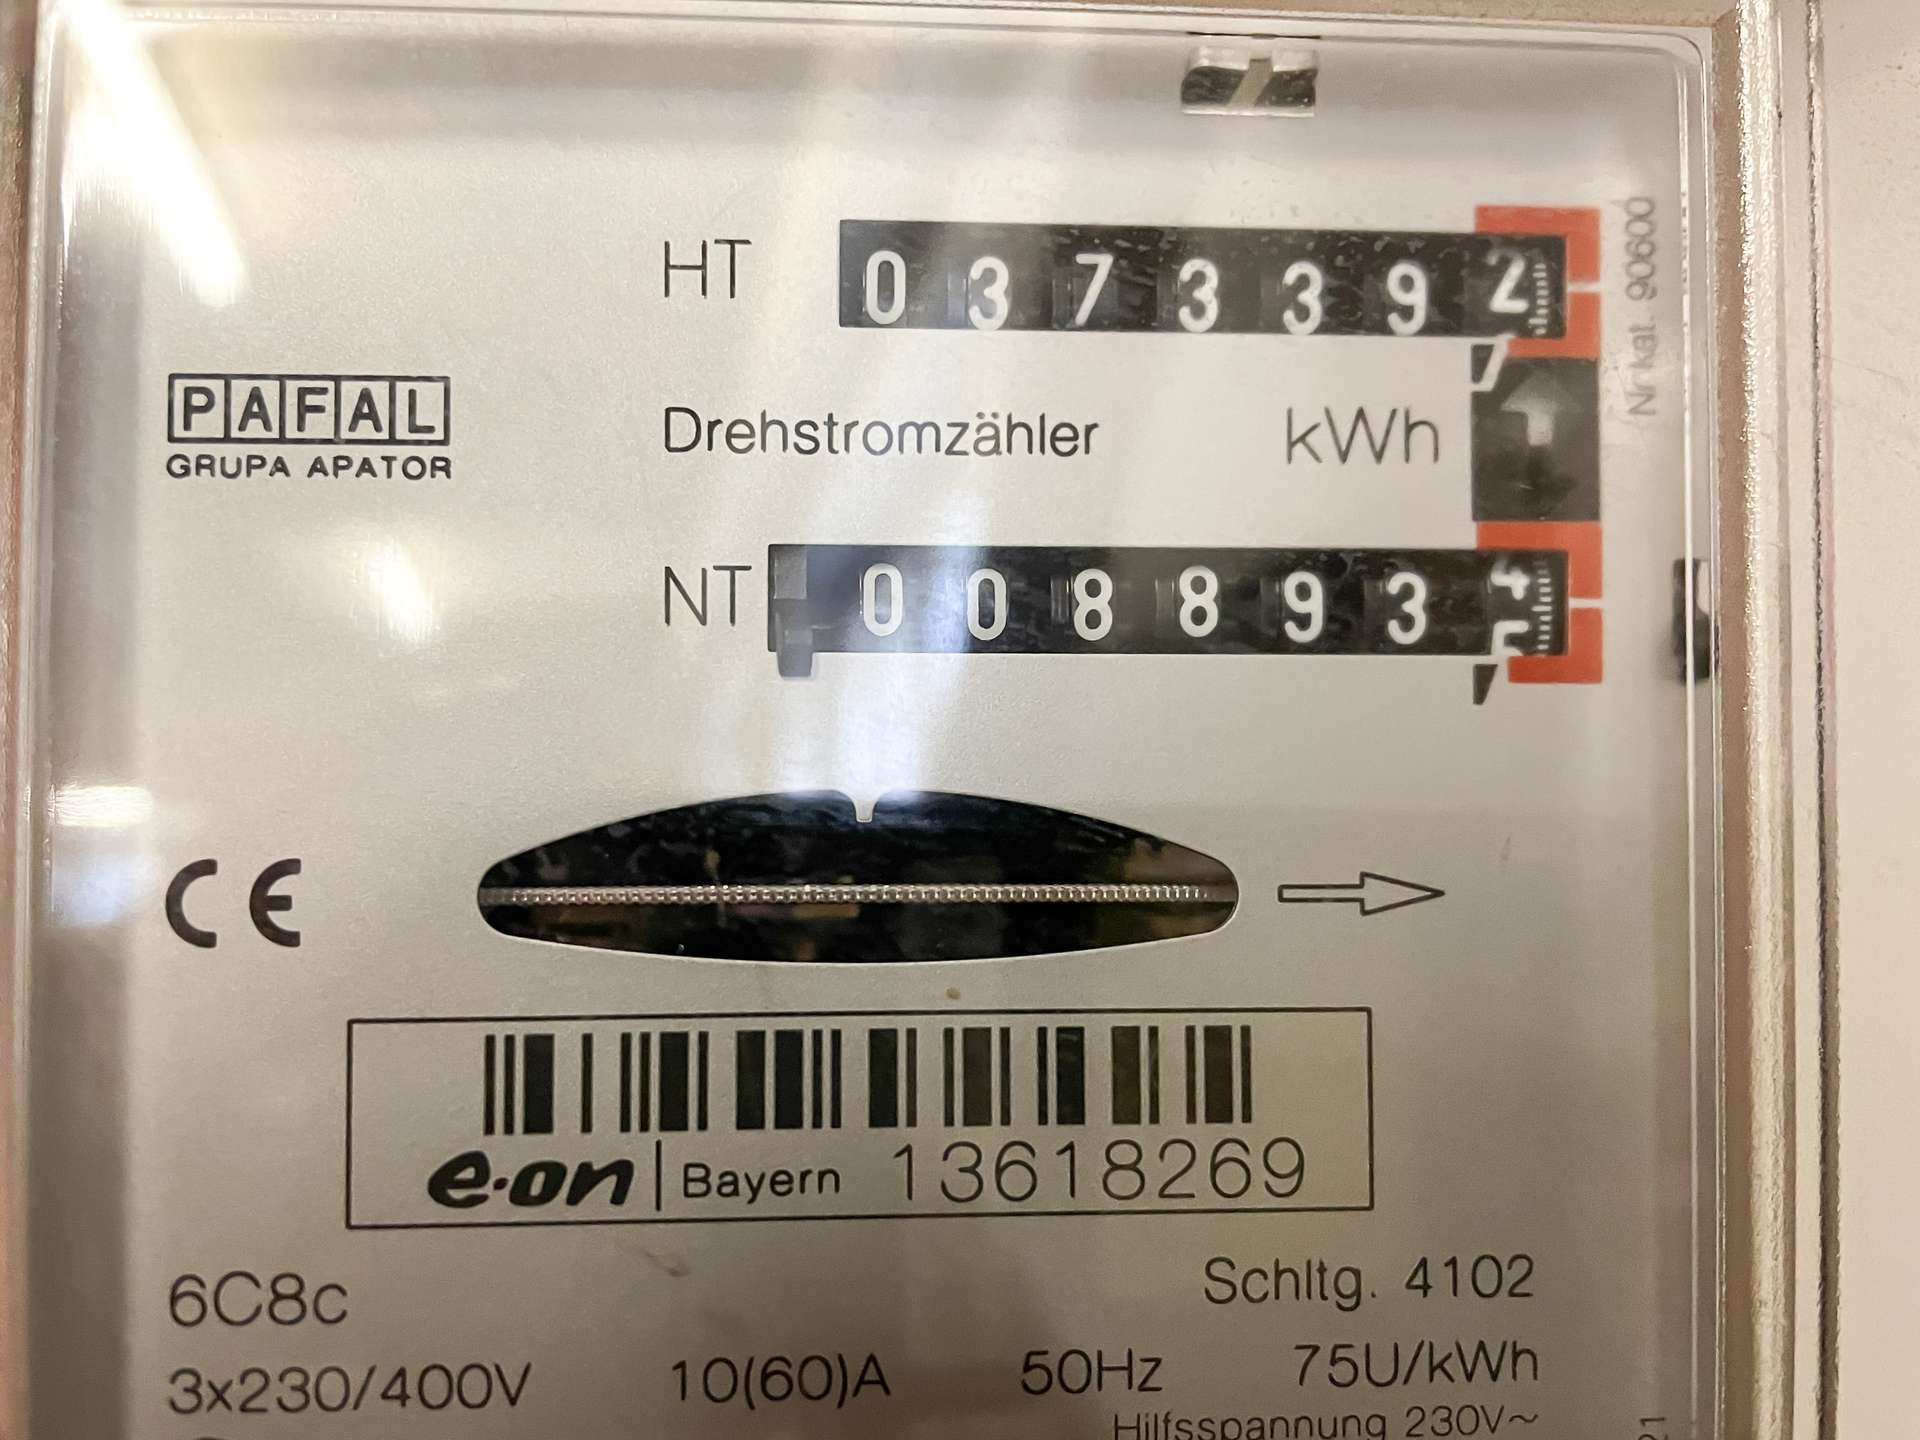 HT 0373392
Nr kat. 90600
PAFAL
GRUPA APATOR
Drehstromzähler kWh
NT 008893
CE
e·on | Bayern 13618269
6C8c
Schltg. 4102
3x230/400V 10(60)A 50Hz 75U/kWh
Hilfsspannung 230V~